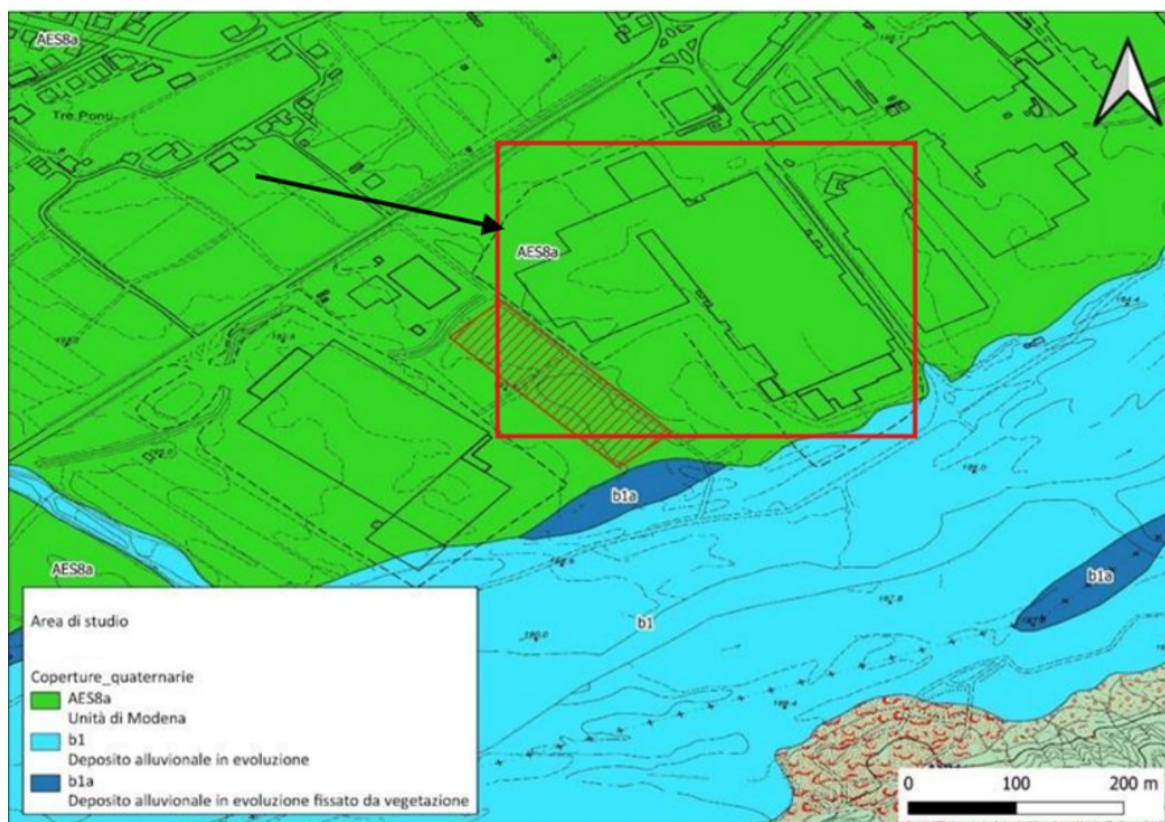 AES8a
Tre Ponti
AES8a
b1a
b1a
AES8a
b1
Area di studio
Coperture_quaternarie
AES8a
Unità di Modena
b1
Deposito alluvionale in evoluzione
b1a
Deposito alluvionale in evoluzione fissato da vegetazione
0 100 200 m